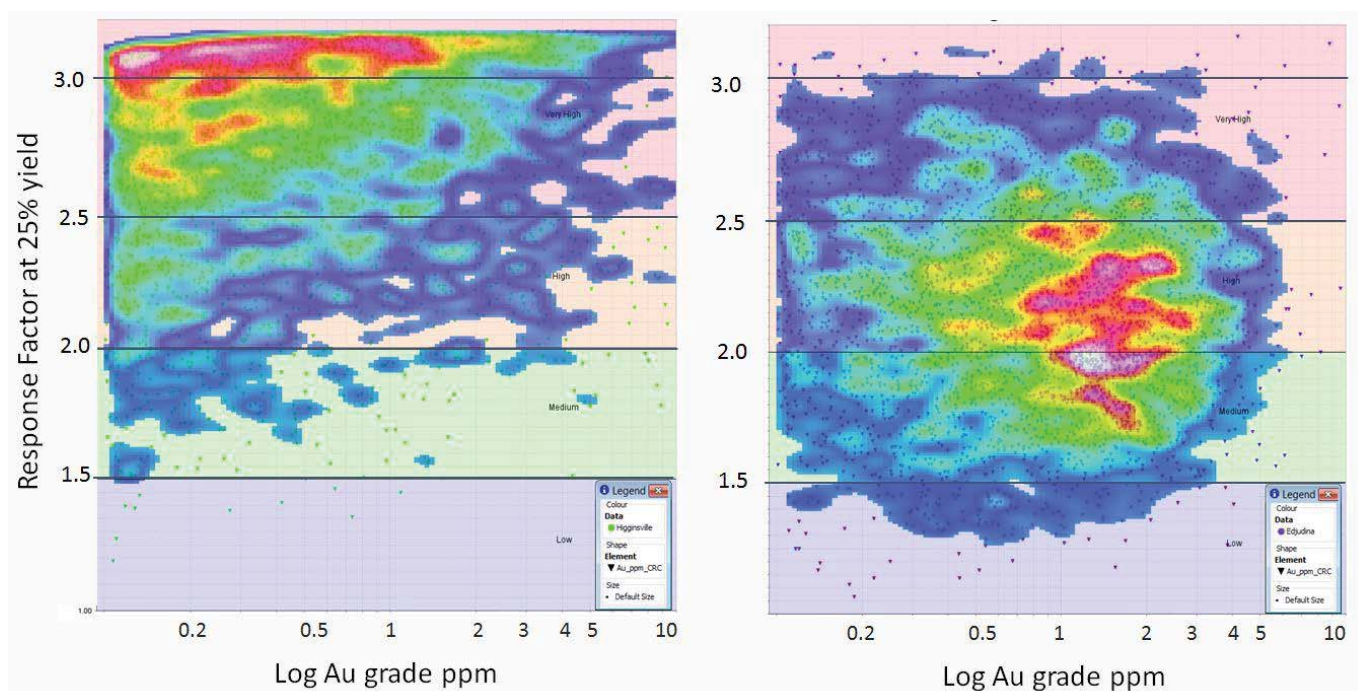 Response Factor at 25% yield
3.0
2.5
2.0
1.5
1.00
Very High
High
Medium
Low
Legend
Colour
Data
Higginsville
Shape
Element
Au_ppm_CRC
Size
Default Size
0.2 0.5 1 2 3 4 5 10
Log Au grade ppm
3.0
2.5
2.0
1.5
Very High
High
Medium
Low
Legend
Colour
Data
Edjudina
Shape
Element
Au_ppm_CRC
Size
Default Size
0.2 0.5 1 2 3 4 5 10
Log Au grade ppm